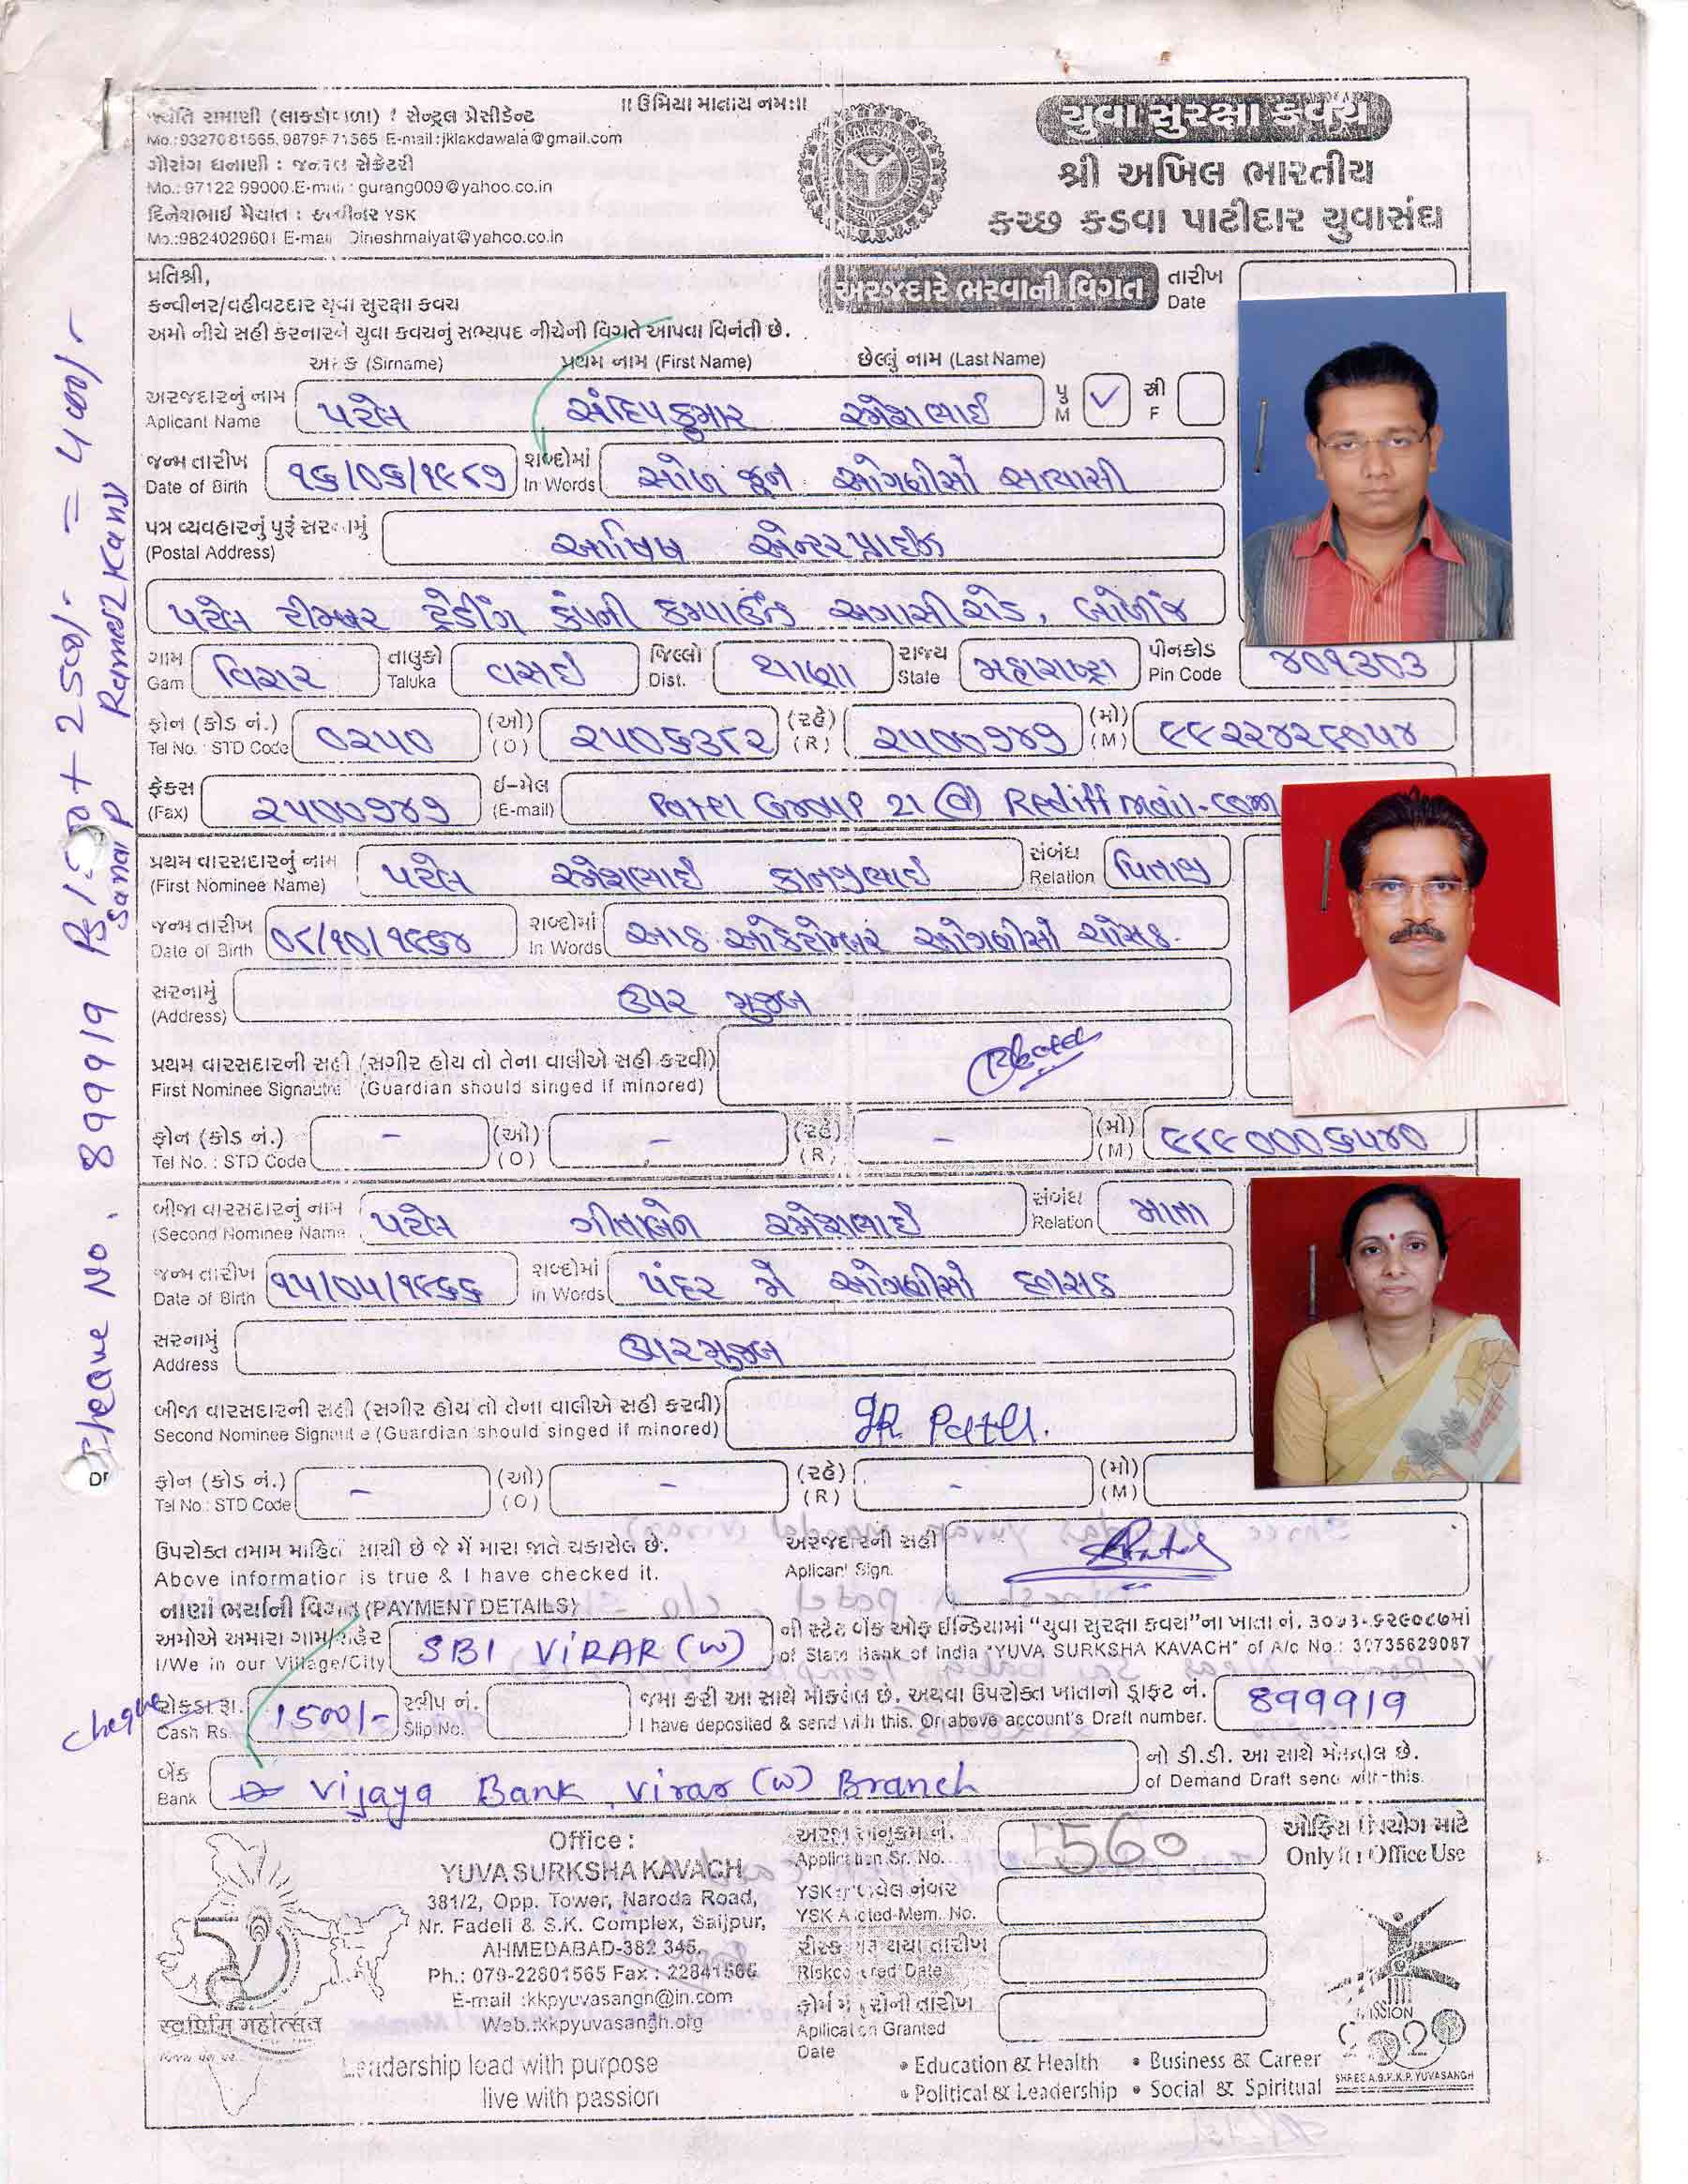 ॥ ઉમિયા માતાય નમઃ॥
જ્યોતિ રામાણી (લાકડાવાળા) : સેન્ટ્રલ પ્રેસીડેન્ટ
Mo.:9327081565, 9879571565 E-mail:jklakdawala@gmail.com
ગૌરાંગ ધનાણી : જનરલ સેક્રેટરી
Mo.: 97122 99000 E-mail : gurang009@yahoo.co.in
દિનેશભાઈ મૈયાત : કન્વીનર YSK
Mo.:9824029601 E-mail Dineshmaiyat@yahoo.co.in
યુવા સુરક્ષા કવચ
શ્રી અખિલ ભારતીય
કચ્છ કડવા પાટીદાર યુવાસંઘ
પ્રતિશ્રી,
કન્વીનર/વહીવટદાર યુવા સુરક્ષા કવચ
અમો નીચે સહી કરનારને યુવા કવચનું સભ્યપદ નીચેની વિગતે આપવા વિનંતી છે.
અરજદારે ભરવાની વિગત
તારીખ
Date
અટક (Sirname) પ્રથમ નામ (First Name) છેલ્લું નામ (Last Name)
અરજદારનું નામ પટેલ સંદિપકુમાર રમેશભાઈ પુ ✓ સ્ત્રી
Aplicant Name M F
જન્મ તારીખ ૧૬/૦૬/૧૯૮૭ શબ્દોમાં સોળ જૂન ઓગણીસો સત્યાસી
Date of Birth In Words
પત્ર વ્યવહારનું પુરૂં સરનામું
(Postal Address) આશિષ એન્ટરપ્રાઈઝ
પટેલ ટીમ્બર ટ્રેડીંગ કંપની કમ્પાઉન્ડ અગાસી રોડ, બોળીંજ
ગામ વિરાર તાલુકો વસઈ જિલ્લો થાણા રાજ્ય મહારાષ્ટ્ર પીનકોડ ૪૦૧૩૦૩
Gam Taluka Dist. State Pin Code
ફોન (કોડ નં.) ૦૨૫૦ (ઓ) ૨૫૦૬૩૮૨ (રહે) ૨૫૦૦૭૪૭ (મો)
Tel No. : STD Code (O) (R) (M)
ફેક્સ ૨૫૦૦૭૪૭ ઈ-મેલ Patel Group 21 @ Rediffmail.com
(Fax) (E-mail)
પ્રથમ વારસદારનું નામ પટેલ રમેશભાઈ કાનજીભાઈ સંબંધ પિતાજી
(First Nominee Name) Relation
જન્મ તારીખ ૦૮/૧૦/૧૯૬૪ શબ્દોમાં આઠ ઓક્ટોમ્બર ઓગણીસો ચોસઠ
Date of Birth In Words
સરનામું ઉપર મુજબ
(Address)
પ્રથમ વારસદારની સહી (સગીર હોય તો તેના વાલીએ સહી કરવી)
First Nominee Signautre (Guardian should singed if minored)
ફોન (કોડ નં.) - (ઓ) - (રહે) - (મો) ૯૮૯૦૦૦૬૫૪૦
Tel No. : STD Code (O) (R) (M)
બીજા વારસદારનું નામ પટેલ ગીતાબેન રમેશભાઈ સંબંધ માતા
(Second Nominee Name Relation
જન્મ તારીખ ૧૫/૦૫/૧૯૬૬ શબ્દોમાં પંદર મે ઓગણીસો છાસઠ
Date of Birth In Words
સરનામું ઉપરમુજબ
Address
બીજા વારસદારની સહી (સગીર હોય તો તેના વાલીએ સહી કરવી) GR Patel.
Second Nominee Signautre (Guardian should singed if minored)
ફોન (કોડ નં.) - (ઓ) - (રહે) - (મો)
Tel No. : STD Code (O) (R) (M)
ઉપરોક્ત તમામ માહિતી સાચી છે જે મેં મારા જાતે ચકાસેલ છે. અરજદારની સહી
Above information is true & I have checked it. Aplicant Sign.
નાણાં ભર્યાની વિગત (PAYMENT DETAILS)
અમોએ અમારા ગામ/શહેર SBI VIRAR (W) ની સ્ટેટ બેંક ઓફ ઈન્ડિયામાં "યુવા સુરક્ષા કવચ"ના ખાતા નં. ૩૦૭૩૫૬૨૯૦૮૭માં
I/We in our Village/City of State Bank of India "YUVA SURKSHA KAVACH" of A/c No.: 30735629087
Cheque રોકડા રૂા. 1500/- સ્લીપ નં. જમા કરી આ સાથે મોકલેલ છે. અથવા ઉપરોક્ત ખાતાનો ડ્રાફ્ટ નં. 899919
Cash Rs. Slip No. I have deposited & send with this. Or above account's Draft number.
બેંક Vijaya Bank, Virar (W) Branch નો ડી.ડી. આ સાથે મોકલેલ છે.
Bank of Demand Draft send with this.
Office :
YUVA SURKSHA KAVACH
381/2, Opp. Tower, Naroda Road,
Nr. Fadeli & S.K. Complex, Saijpur,
AHMEDABAD-382 345.
Ph.: 079-22801565 Fax : 22841566
E-mail :kkpyuvasangh@in.com
Web.:kkpyuvasangh.org
Leadership lead with purpose
live with passion
50
स्वर्णिम महोत्सव
અરજી અનુક્રમ નં. 560
Application Sr. No.
YSK ફાળવેલ નંબર
YSK Alloted Mem. No.
રીસ્ક શરૂ થયા તારીખ
Riskcovered Date
ફોર્મ મંજુરીની તારીખ
Aplication Granted
Date
ઓફિસ ઉપયોગ માટે
Only for Office Use
MISSION
2020
SHREE A.B.K.K.P. YUVASANGH
• Education & Health • Business & Career
• Political & Leadership • Social & Spiritual
Cheque No. 899919 Rs 1500 + 2500/- = 4000/-